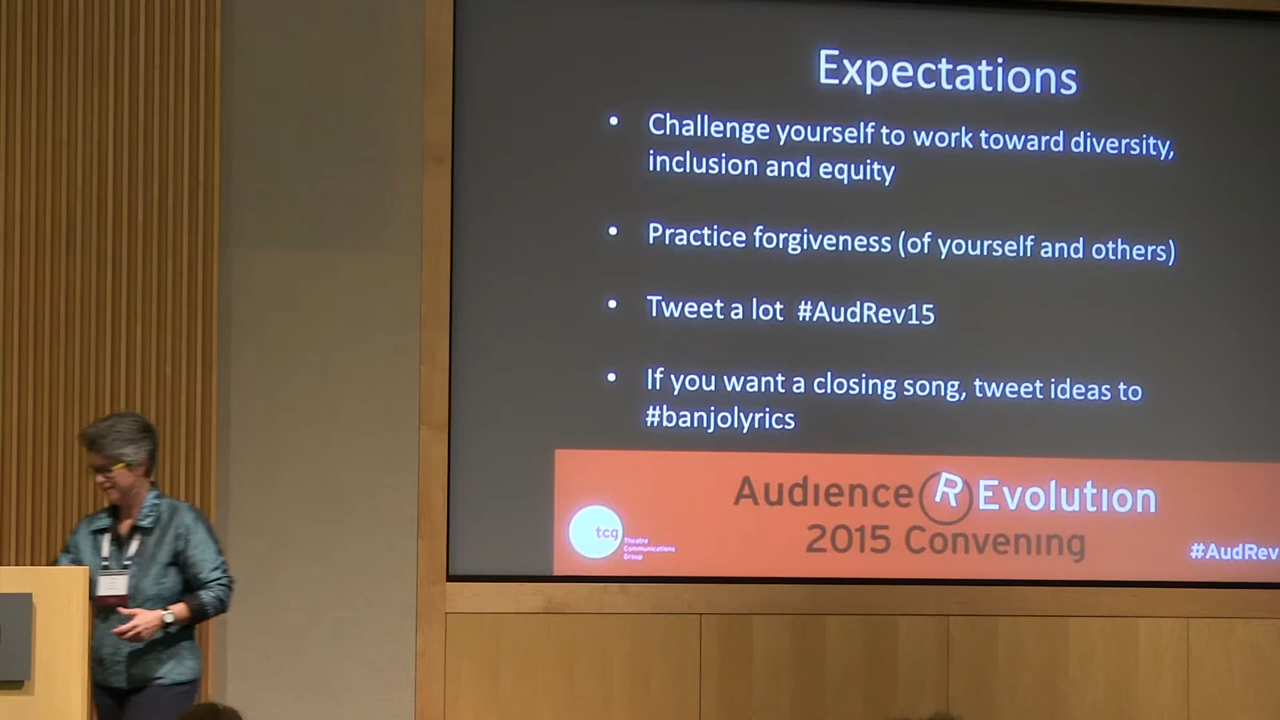 Expectations
• Challenge yourself to work toward diversity,
inclusion and equity
• Practice forgiveness (of yourself and others)
• Tweet a lot #AudRev15
• If you want a closing song, tweet ideas to
#banjolyrics
Audience R Evolution
2015 Convening
tcg
Theatre
Communications
Group
#AudRev